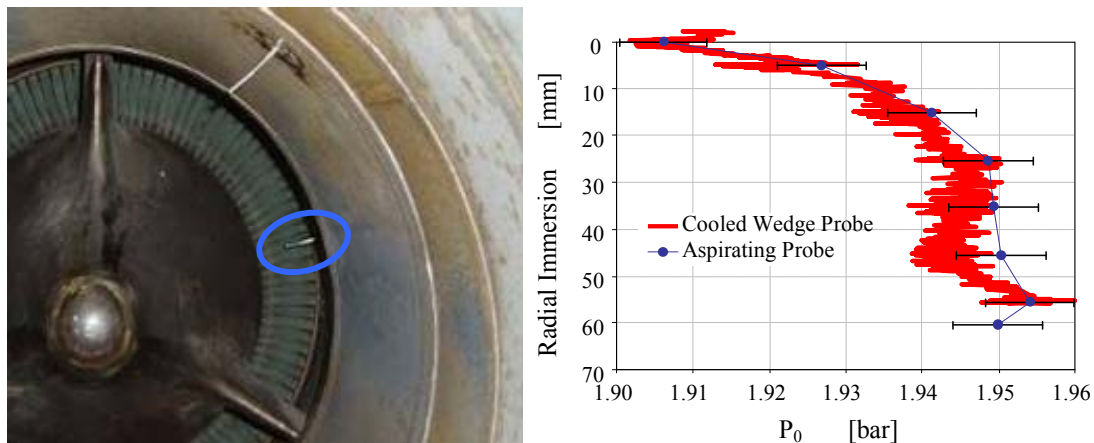 0
10
20
30
40
50
60
70
Radial Immersion [mm]
Cooled Wedge Probe
Aspirating Probe
1.90 1.91 1.92 1.93 1.94 1.95 1.96
P₀ [bar]